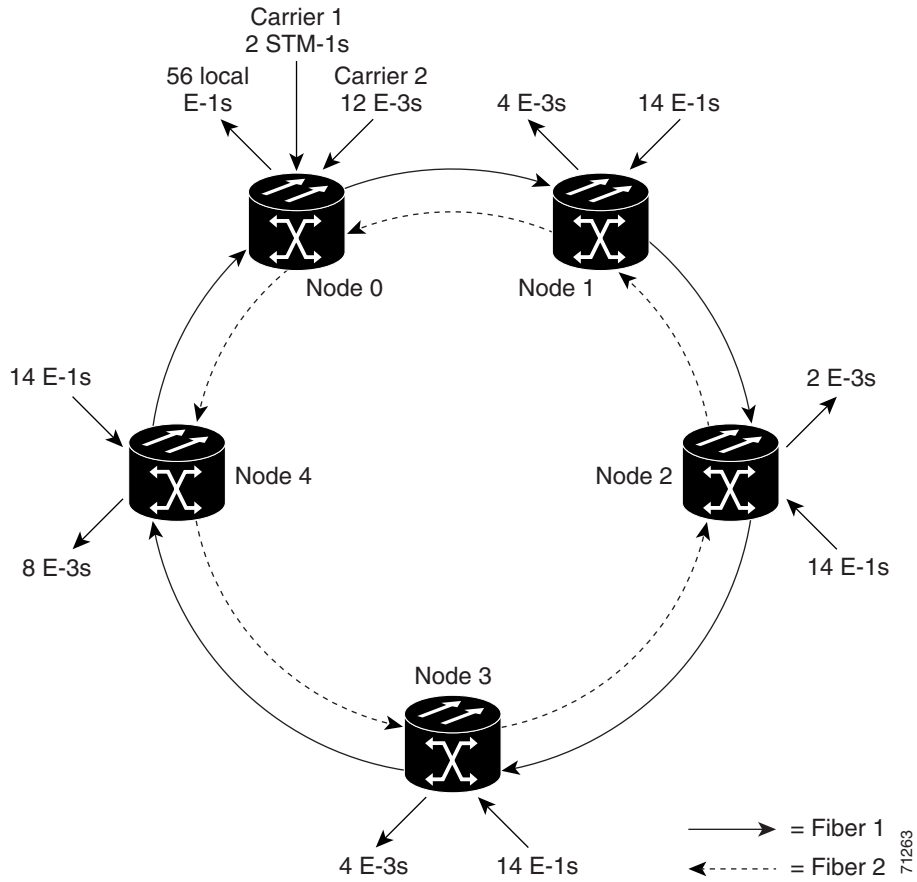 Carrier 1
2 STM-1s
56 local
E-1s
Carrier 2
12 E-3s
4 E-3s
14 E-1s
Node 0
Node 1
14 E-1s
2 E-3s
Node 4
Node 2
8 E-3s
14 E-1s
Node 3
4 E-3s
14 E-1s
= Fiber 1
= Fiber 2
71263